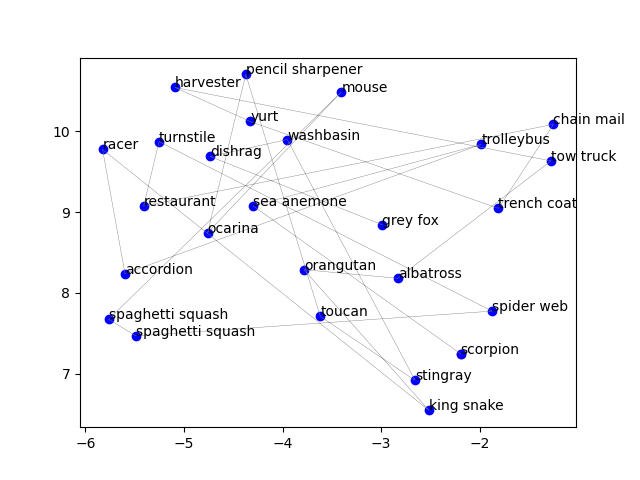 pencil sharpener
harvester
mouse
yurt
chain mail
washbasin
turnstile
trolleybus
racer
dishrag
tow truck
restaurant
sea anemone
trench coat
grey fox
ocarina
orangutan
accordion
albatross
spider web
spaghetti squash
toucan
spaghetti squash
scorpion
stingray
king snake
10
9
8
7
−6
−5
−4
−3
−2